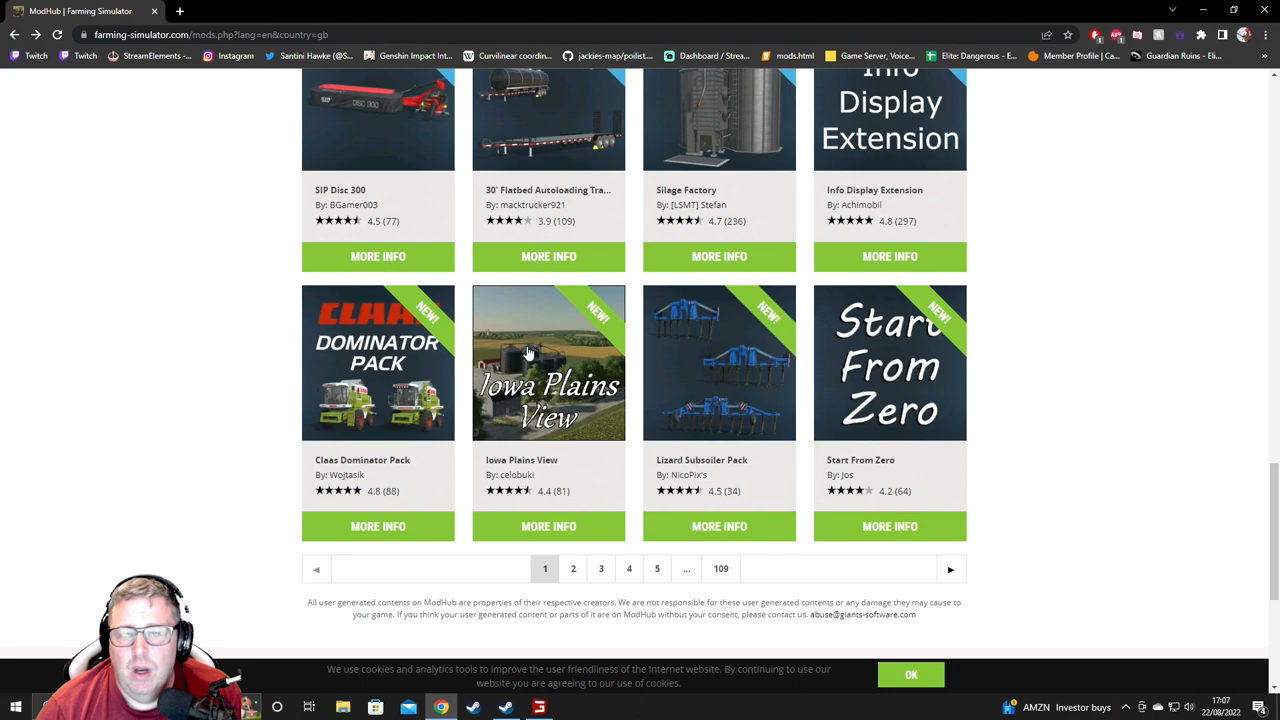 Farming Simulator
farming-simulator.com/mods.php?lang=en&country=gb
Twitch
Twitch
StreamElements -...
Santini Hawke (@S...
Curvilinear coordin...
jackies-map/poilist....
Dashboard / Strea...
mods.html
Game Server
Elite: Dangerous - E...
Member Profile | Ca...
Guardian Ruins - El...
SIP
DISC 300
Info
Display
Extension
SIP Disc 300
By: BGamer003
4.5 (77)
MORE INFO
30' Flatbed Autoloading Tra...
By: macktrucker921
3.9 (109)
MORE INFO
Silage Factory
By: [LSMT] Stefan
4.7 (236)
MORE INFO
Info Display Extension
By: Achimobil
4.8 (297)
MORE INFO
CLAAS
DOMINATOR
PACK
NEW!
Iowa Plains
View
NEW!
NEW!
Start
From
Zero
NEW!
Claas Dominator Pack
By: Wojtasik
4.8 (88)
MORE INFO
Iowa Plains View
By: celobuki
4.4 (81)
MORE INFO
Lizard Subsoiler Pack
By: NicoPix's
4.5 (34)
MORE INFO
Start From Zero
By: Jos
4.2 (64)
MORE INFO
1 2 3 4 5 ... 109
All user generated contents on ModHub are properties of their respective creators. We are not responsible for these user generated contents or any damage they may cause to
your game. If you think your user generated content or parts of it are on ModHub without your consent, please contact us. abuse@giants-software.com
We use cookies and analytics tools to improve the user friendliness of the Internet website. By continuing to use our
website you are agreeing to our use of cookies.
OK
AMZN Investor buys
17:07
22/08/2022